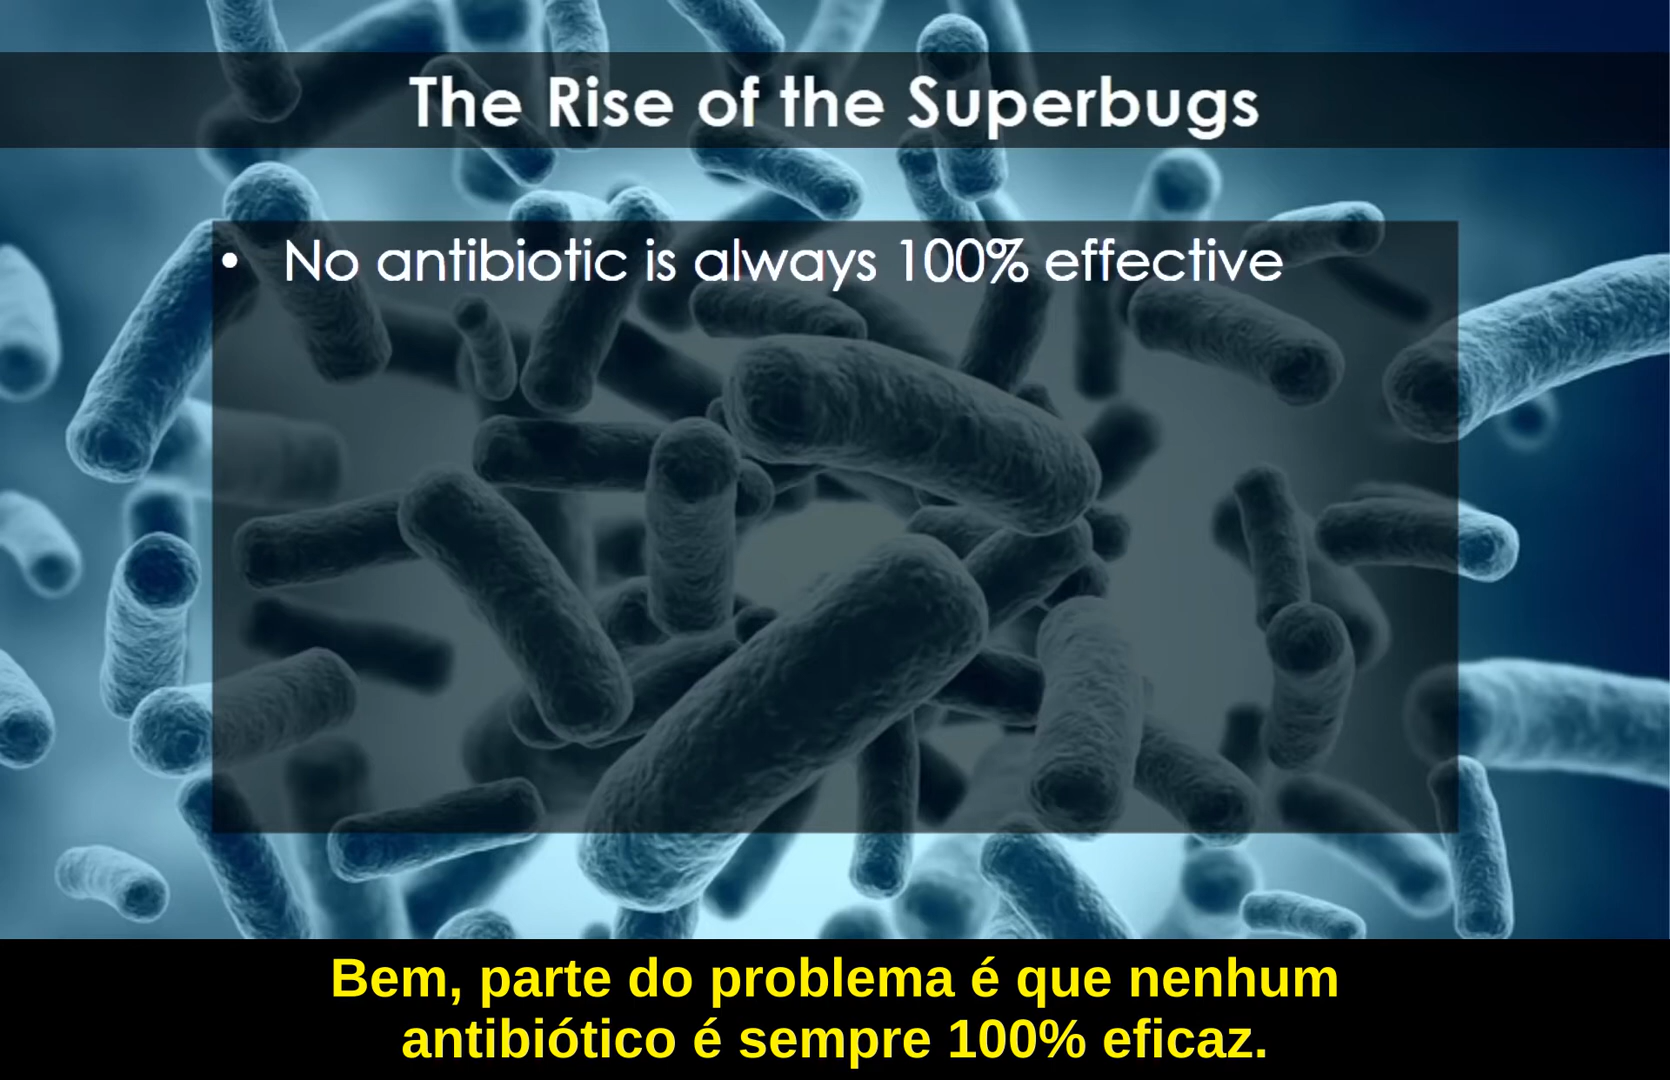 The Rise of the Superbugs
• No antibiotic is always 100% effective
Bem, parte do problema é que nenhum
antibiótico é sempre 100% eficaz.